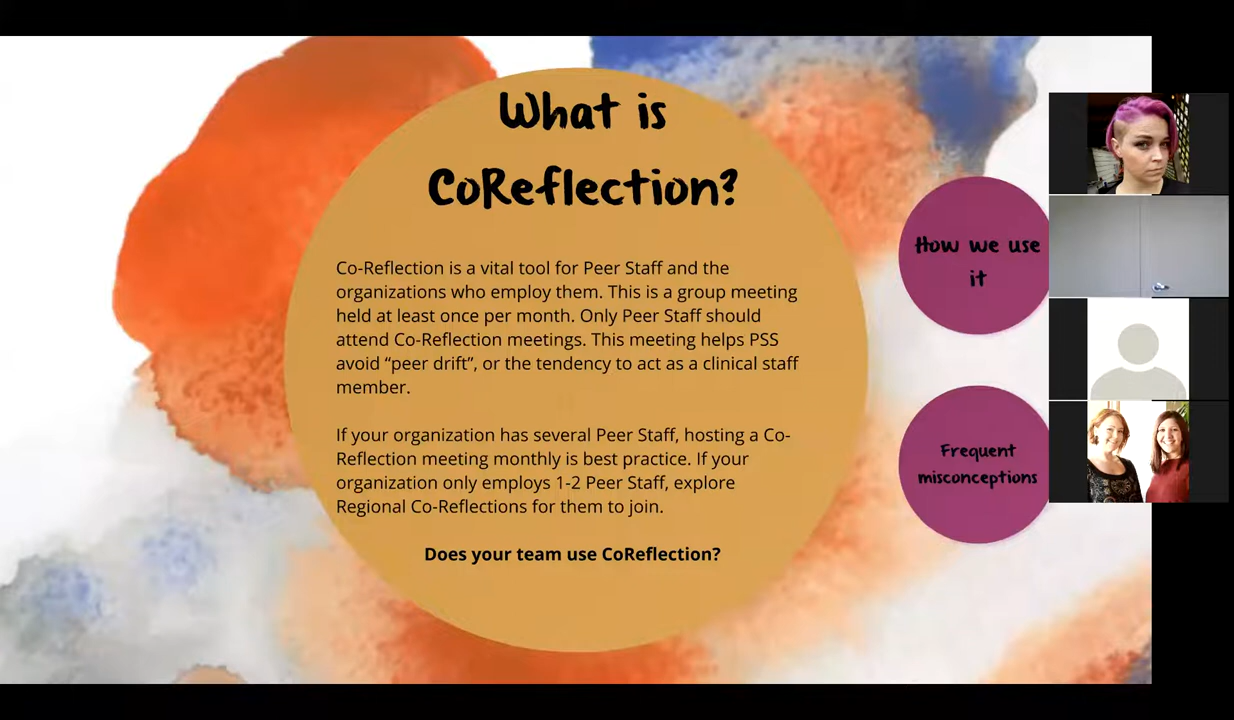 What is
CoReflection?
Co-Reflection is a vital tool for Peer Staff and the
organizations who employ them. This is a group meeting
held at least once per month. Only Peer Staff should
attend Co-Reflection meetings. This meeting helps PSS
avoid “peer drift”, or the tendency to act as a clinical staff
member.
If your organization has several Peer Staff, hosting a Co-
Reflection meeting monthly is best practice. If your
organization only employs 1-2 Peer Staff, explore
Regional Co-Reflections for them to join.
Does your team use CoReflection?
How we use
it
Frequent
misconceptions